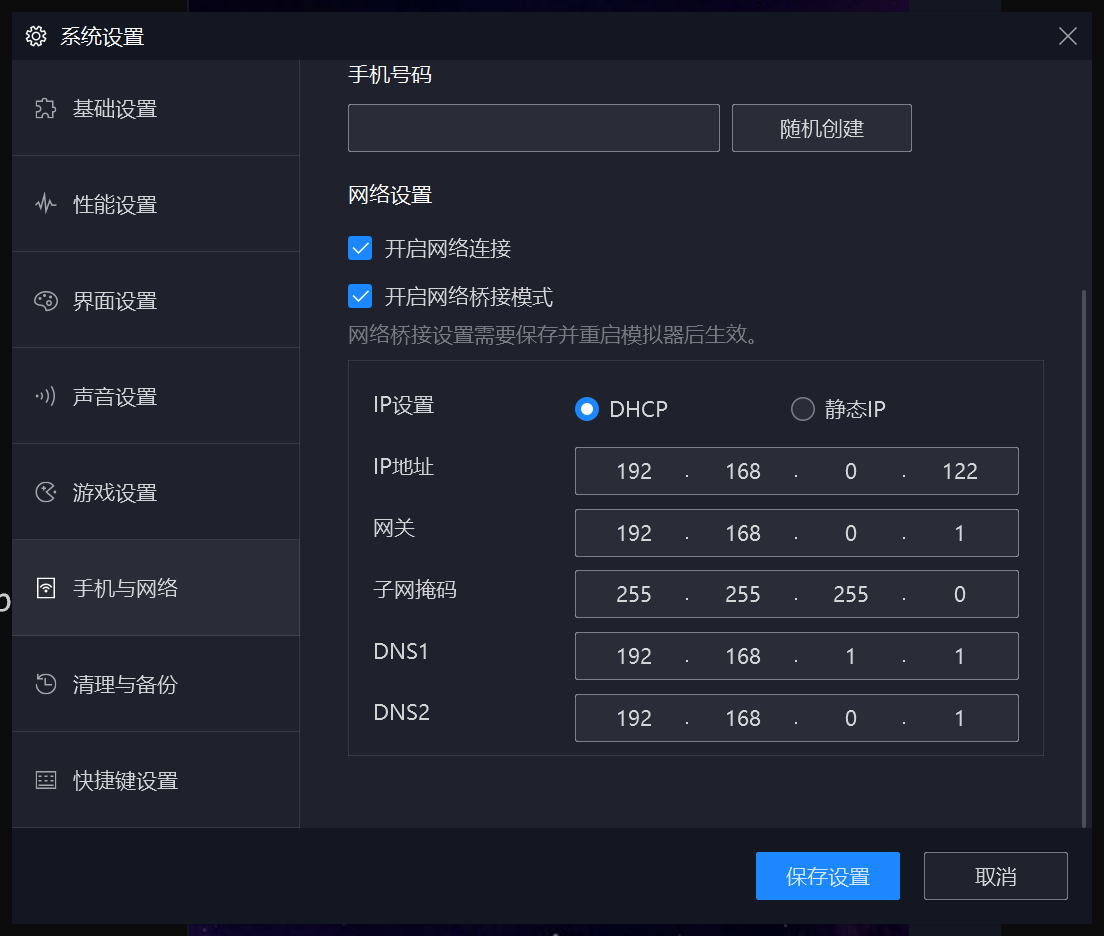 系统设置
基础设置
性能设置
界面设置
声音设置
游戏设置
手机与网络
清理与备份
快捷键设置
手机号码
随机创建
网络设置
开启网络连接
开启网络桥接模式
网络桥接设置需要保存并重启模拟器后生效。
IP设置 DHCP 静态IP
IP地址 192 . 168 . 0 . 122
网关 192 . 168 . 0 . 1
子网掩码 255 . 255 . 255 . 0
DNS1 192 . 168 . 1 . 1
DNS2 192 . 168 . 0 . 1
保存设置 取消